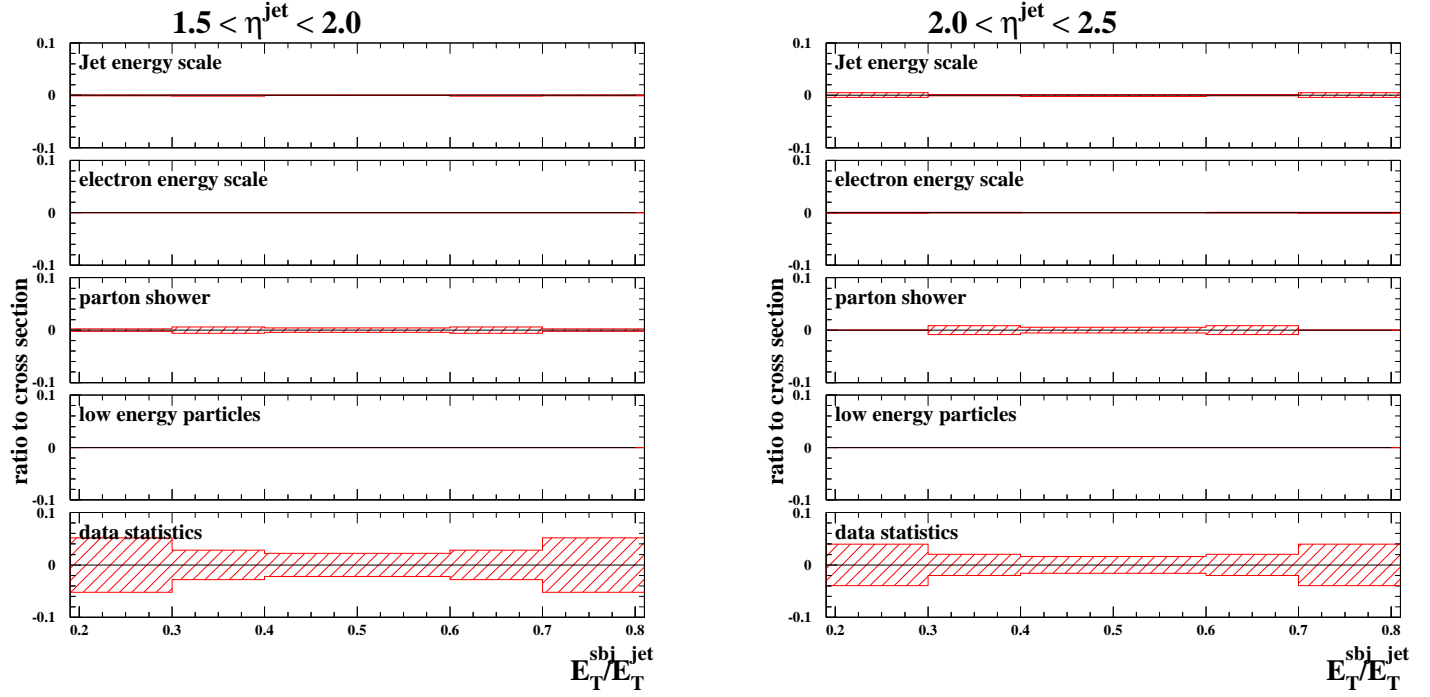 1.5 < η^jet < 2.0
0.1
Jet energy scale
0
-0.1
0.1
electron energy scale
0
-0.1
0.1
parton shower
0
-0.1
0.1
low energy particles
0
-0.1
0.1
data statistics
0
-0.1
0.2 0.3 0.4 0.5 0.6 0.7 0.8
ratio to cross section
E_T^sbj/E_T^jet
2.0 < η^jet < 2.5
0.1
Jet energy scale
0
-0.1
0.1
electron energy scale
0
-0.1
0.1
parton shower
0
-0.1
0.1
low energy particles
0
-0.1
0.1
data statistics
0
-0.1
0.2 0.3 0.4 0.5 0.6 0.7 0.8
ratio to cross section
E_T^sbj/E_T^jet